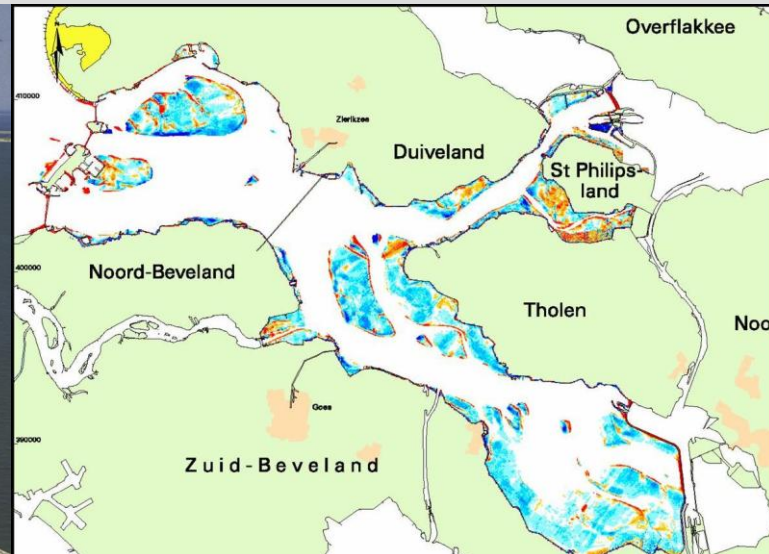 Overflakkee
410000
Zierikzee
Duiveland
St Philips-
land
Noord-Beveland
400000
Tholen
Noo
Goes
390000
Zuid-Beveland